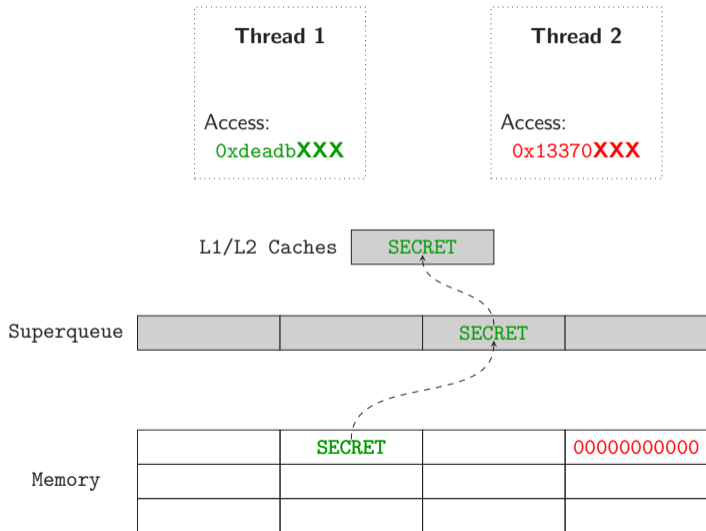 Thread 1
Thread 2
Access:
0xdeadbXXX
Access:
0x13370XXX
L1/L2 Caches
SECRET
Superqueue
SECRET
SECRET
00000000000
Memory